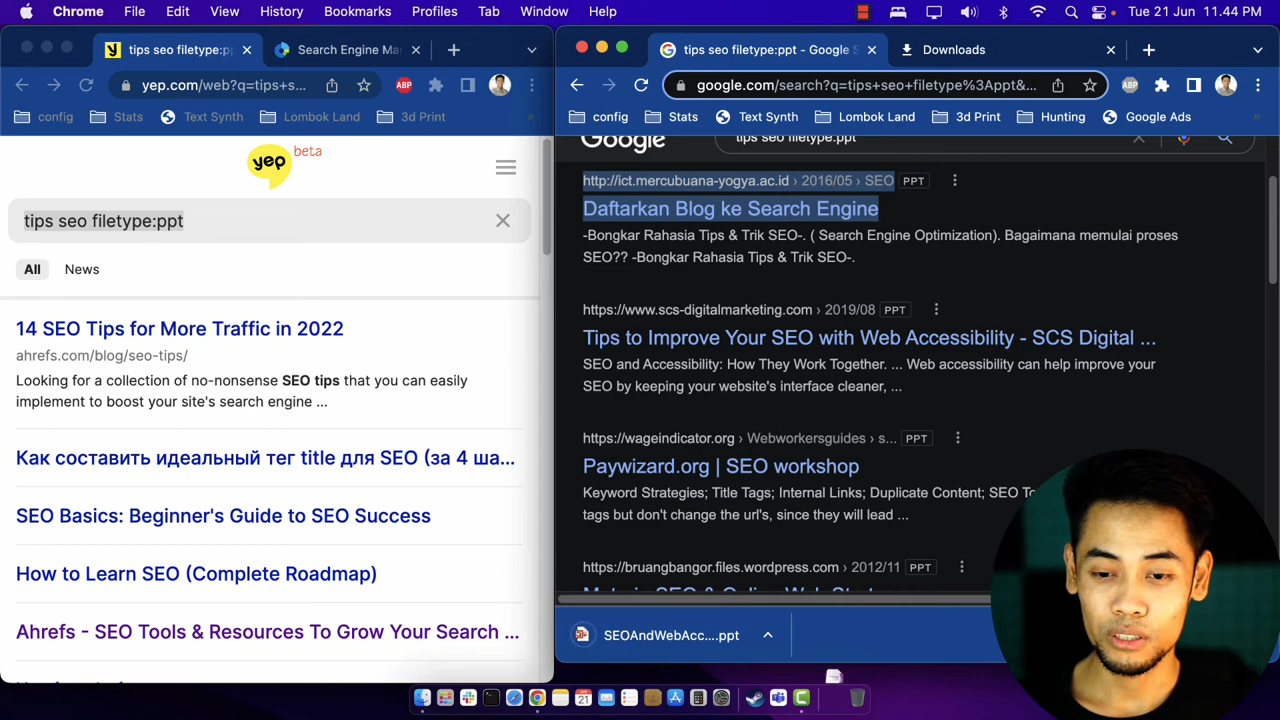 Chrome File Edit View History Bookmarks Profiles Tab Window Help Tue 21 Jun 11.44 PM
tips seo filetype:pp
Search Engine Ma
yep.com/web?q=tips+s...
ABP
config Stats Text Synth Lombok Land 3d Print »
yep beta
tips seo filetype:ppt
All News
14 SEO Tips for More Traffic in 2022
ahrefs.com/blog/seo-tips/
Looking for a collection of no-nonsense SEO tips that you can easily
implement to boost your site's search engine ...
Как составить идеальный тег title для SEO (за 4 ша...
SEO Basics: Beginner's Guide to SEO Success
How to Learn SEO (Complete Roadmap)
Ahrefs - SEO Tools & Resources To Grow Your Search ...
tips seo filetype:ppt - Google S
Downloads
google.com/search?q=tips+seo+filetype%3Appt&...
ABP
config Stats Text Synth Lombok Land 3d Print Hunting Google Ads
Google
tips seo filetype:ppt
http://ict.mercubuana-yogya.ac.id › 2016/05 › SEO PPT
Daftarkan Blog ke Search Engine
-Bongkar Rahasia Tips & Trik SEO-. ( Search Engine Optimization). Bagaimana memulai proses
SEO?? -Bongkar Rahasia Tips & Trik SEO-.
https://www.scs-digitalmarketing.com › 2019/08 PPT
Tips to Improve Your SEO with Web Accessibility - SCS Digital ...
SEO and Accessibility: How They Work Together. ... Web accessibility can help improve your
SEO by keeping your website's interface cleaner, ...
https://wageindicator.org › Webworkersguides › s... PPT
Paywizard.org | SEO workshop
Keyword Strategies; Title Tags; Internal Links; Duplicate Content; SEO
tags but don't change the url's, since they will lead ...
https://bruangbangor.files.wordpress.com › 2012/11 PPT
SEOAndWebAcc....ppt